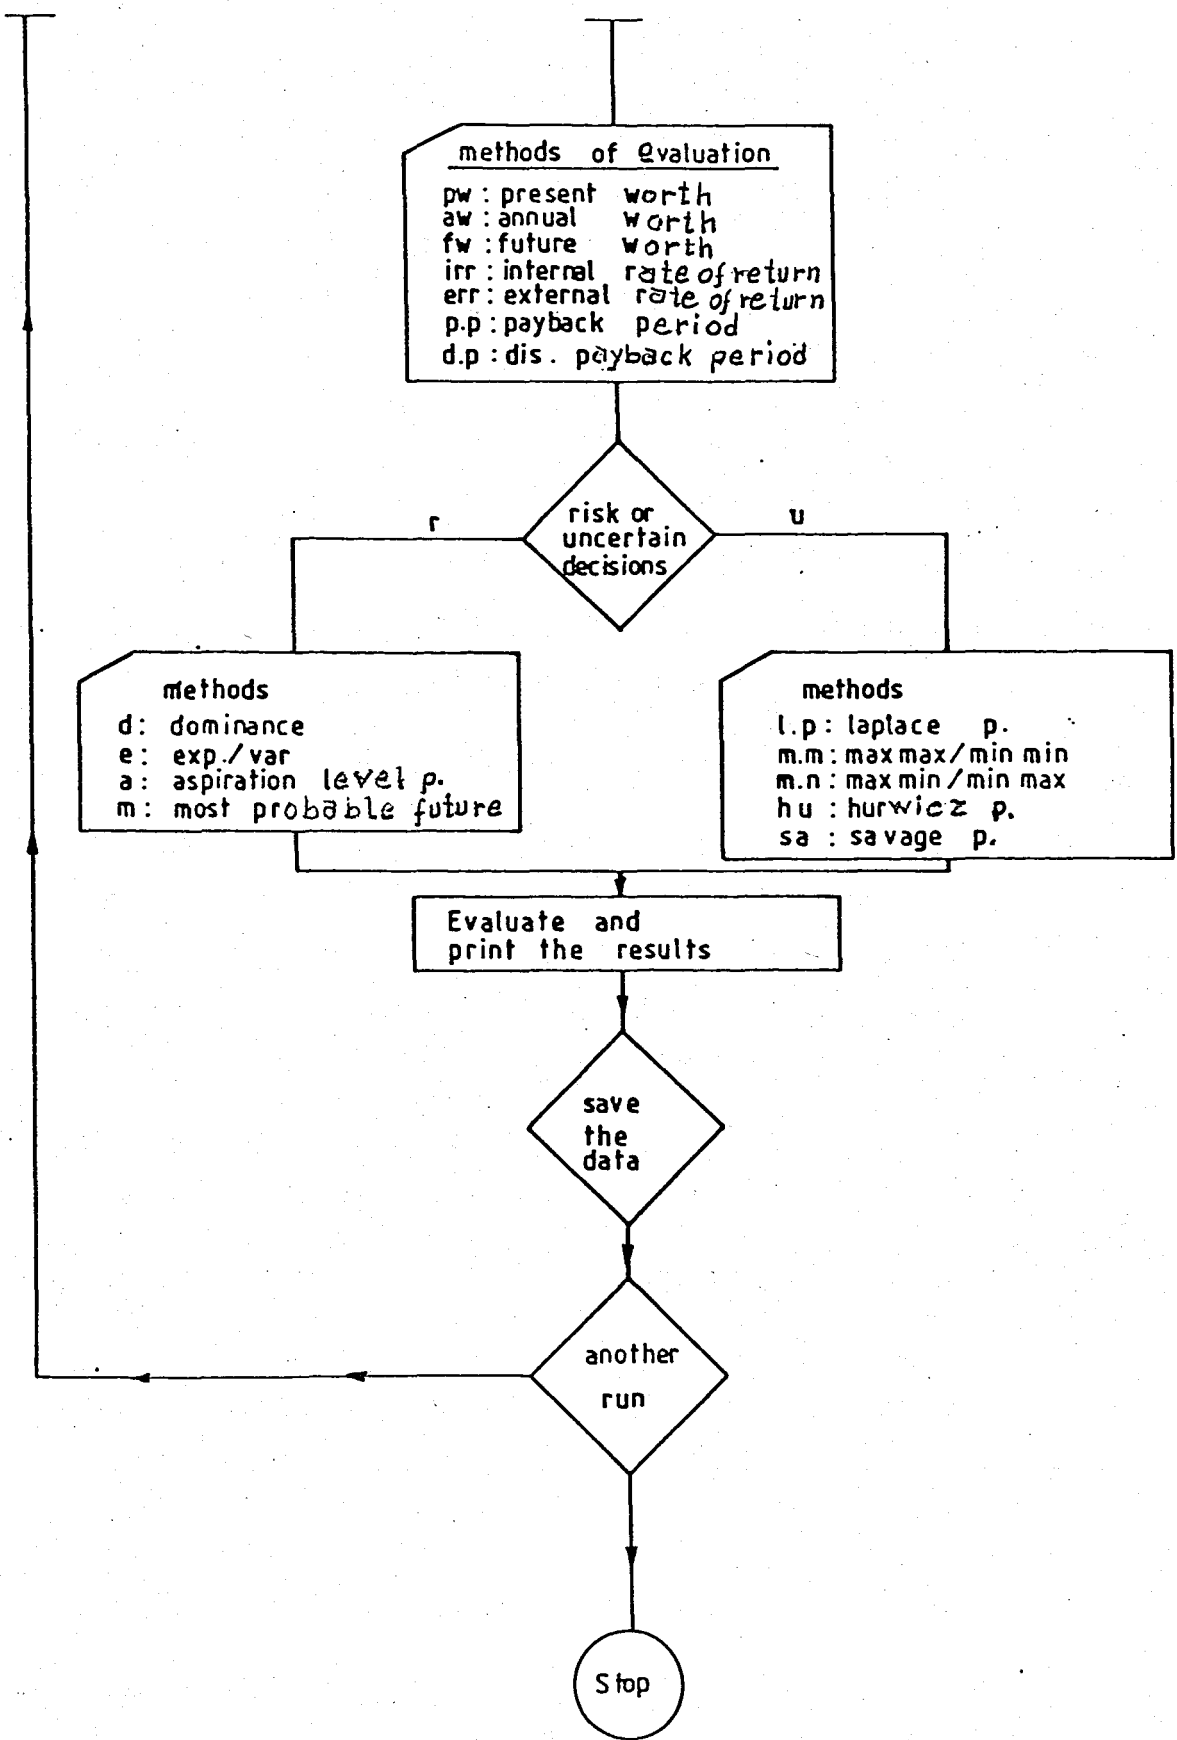 methods of evaluation
pw : present worth
aw : annual worth
fw : future worth
irr : internal rate of return
err : external rate of return
p.p : payback period
d.p : dis. payback period
risk or
uncertain
decisions
r
u
methods
d: dominance
e: exp./var
a: aspiration level p.
m: most probable future
methods
l.p: laplace p.
m.m: max max/min min
m.n: max min/min max
hu : hurwicz p.
sa : savage p.
Evaluate and
print the results
save
the
data
another
run
Stop